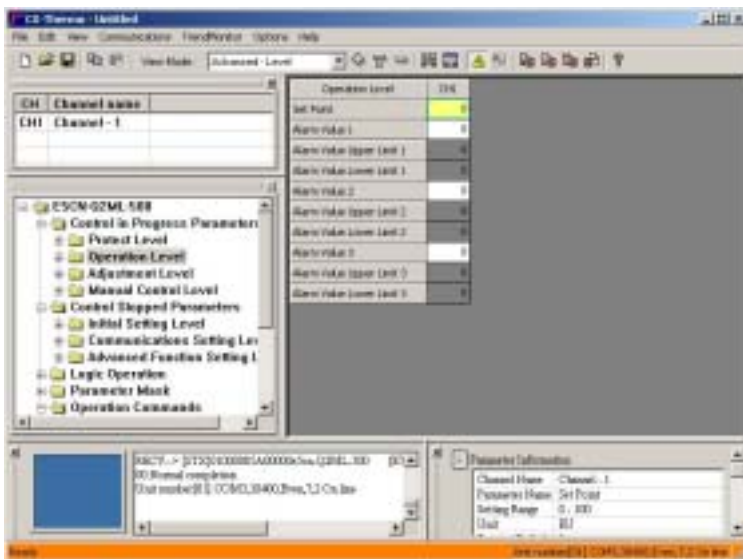 CX-Thermo - Untitled
File Edit View Communications TrendMonitor Options Help
View Mode: Advanced - Level
CH Channel name
CH1 Channel - 1
Operation Level CH1
Set Point 0
Alarm Value 1 0
Alarm Value Upper Limit 1 0
Alarm Value Lower Limit 1 0
Alarm Value 2 0
Alarm Value Upper Limit 2 0
Alarm Value Lower Limit 2 0
Alarm Value 3 0
Alarm Value Upper Limit 3 0
Alarm Value Lower Limit 3 0
E5CN-Q2ML-500
Control in Progress Parameters
Protect Level
Operation Level
Adjustment Level
Manual Control Level
Control Stopped Parameters
Initial Setting Level
Communications Setting Lev
Advanced Function Setting L
Logic Operation
Parameter Mask
Operation Commands
00:Normal completion
Parameter Information
Channel Name Channel - 1
Parameter Name Set Point
Setting Range 0 - 100
Unit EU
Ready